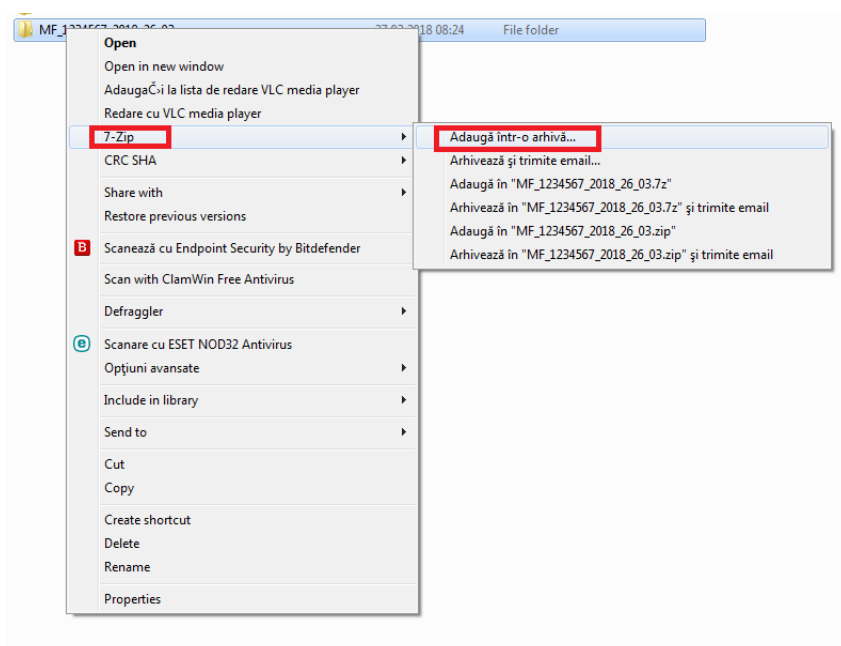 MF_1234567_2018_26_03 27.03.2018 08:24 File folder
Open
Open in new window
AdaugaČ›i la lista de redare VLC media player
Redare cu VLC media player
7-Zip
CRC SHA
Share with
Restore previous versions
B Scanează cu Endpoint Security by Bitdefender
Scan with ClamWin Free Antivirus
Defraggler
e Scanare cu ESET NOD32 Antivirus
Opţiuni avansate
Include in library
Send to
Cut
Copy
Create shortcut
Delete
Rename
Properties
Adaugă într-o arhivă...
Arhivează şi trimite email...
Adaugă în "MF_1234567_2018_26_03.7z"
Arhivează în "MF_1234567_2018_26_03.7z" şi trimite email
Adaugă în "MF_1234567_2018_26_03.zip"
Arhivează în "MF_1234567_2018_26_03.zip" şi trimite email